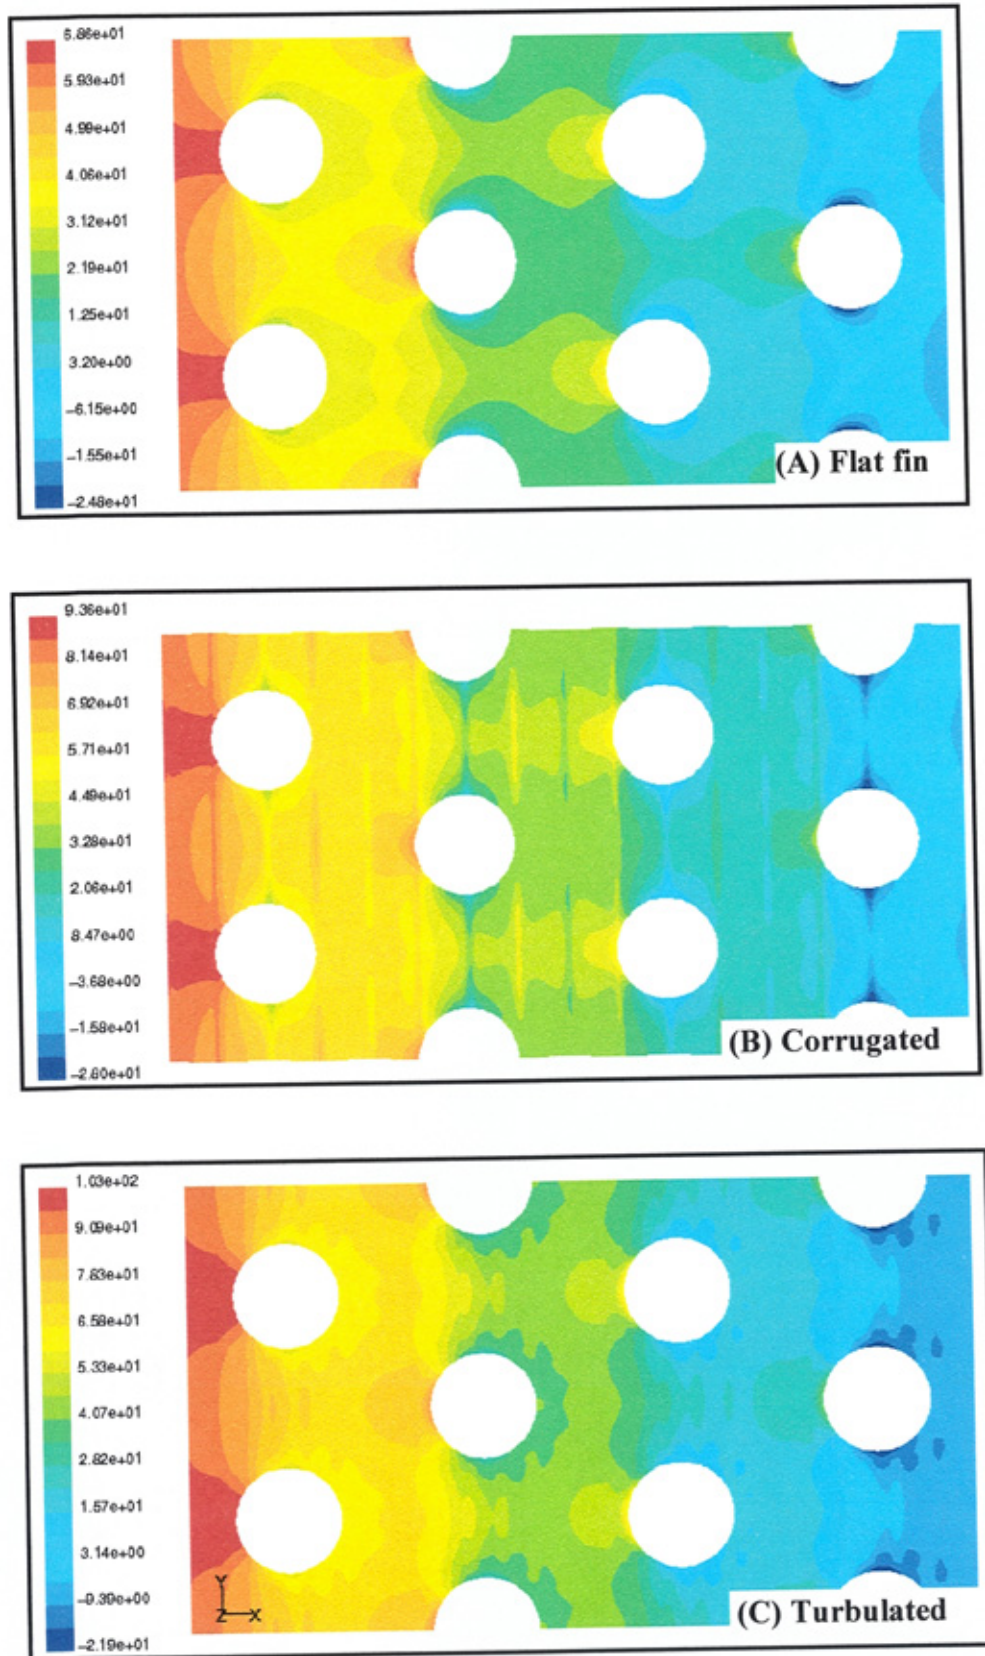 6.86e+01
5.93e+01
4.99e+01
4.06e+01
3.12e+01
2.19e+01
1.25e+01
3.20e+00
-6.15e+00
-1.55e+01
-2.48e+01
(A) Flat fin
9.36e+01
8.14e+01
6.92e+01
5.71e+01
4.49e+01
3.28e+01
2.06e+01
8.47e+00
-3.68e+00
-1.58e+01
-2.80e+01
(B) Corrugated
1.03e+02
9.09e+01
7.83e+01
6.58e+01
5.33e+01
4.07e+01
2.82e+01
1.57e+01
3.14e+00
-9.39e+00
-2.19e+01
Y
Z X
(C) Turbulated